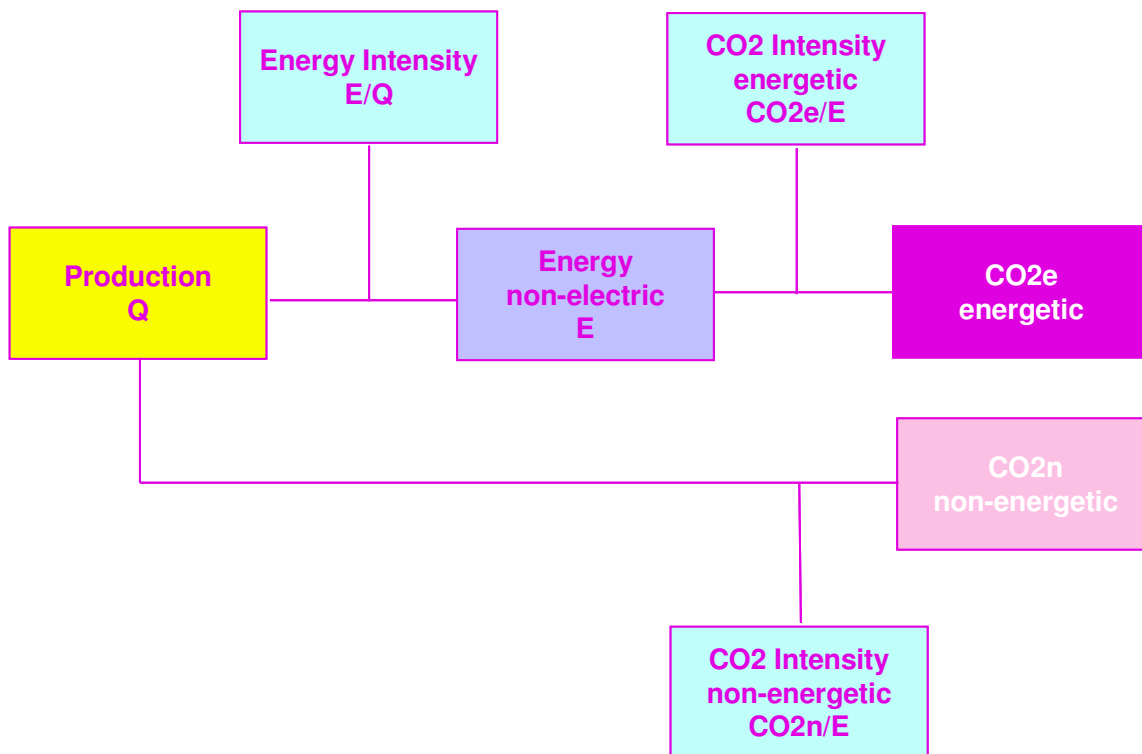 Energy Intensity
E/Q
CO2 Intensity
energetic
CO2e/E
Production
Q
Energy
non-electric
E
CO2e
energetic
CO2n
non-energetic
CO2 Intensity
non-energetic
CO2n/E